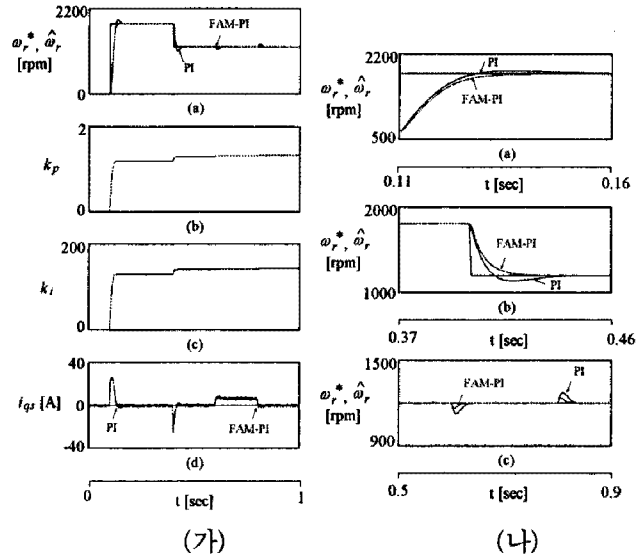 2200
ω_r^*, ω̂_r
[rpm]
0
FAM-PI
PI
(a)
2
k_p
0
(b)
200
k_i
0
(c)
40
i_qs [A]
0
-40
PI
FAM-PI
(d)
0
t [sec]
1
(가)
2200
ω_r^*, ω̂_r
[rpm]
500
PI
FAM-PI
(a)
t [sec]
0.11
0.16
2000
ω_r^*, ω̂_r
[rpm]
1000
FAM-PI
PI
(b)
t [sec]
0.37
0.46
1500
ω_r^*, ω̂_r
[rpm]
900
FAM-PI
PI
(c)
t [sec]
0.5
0.9
(나)